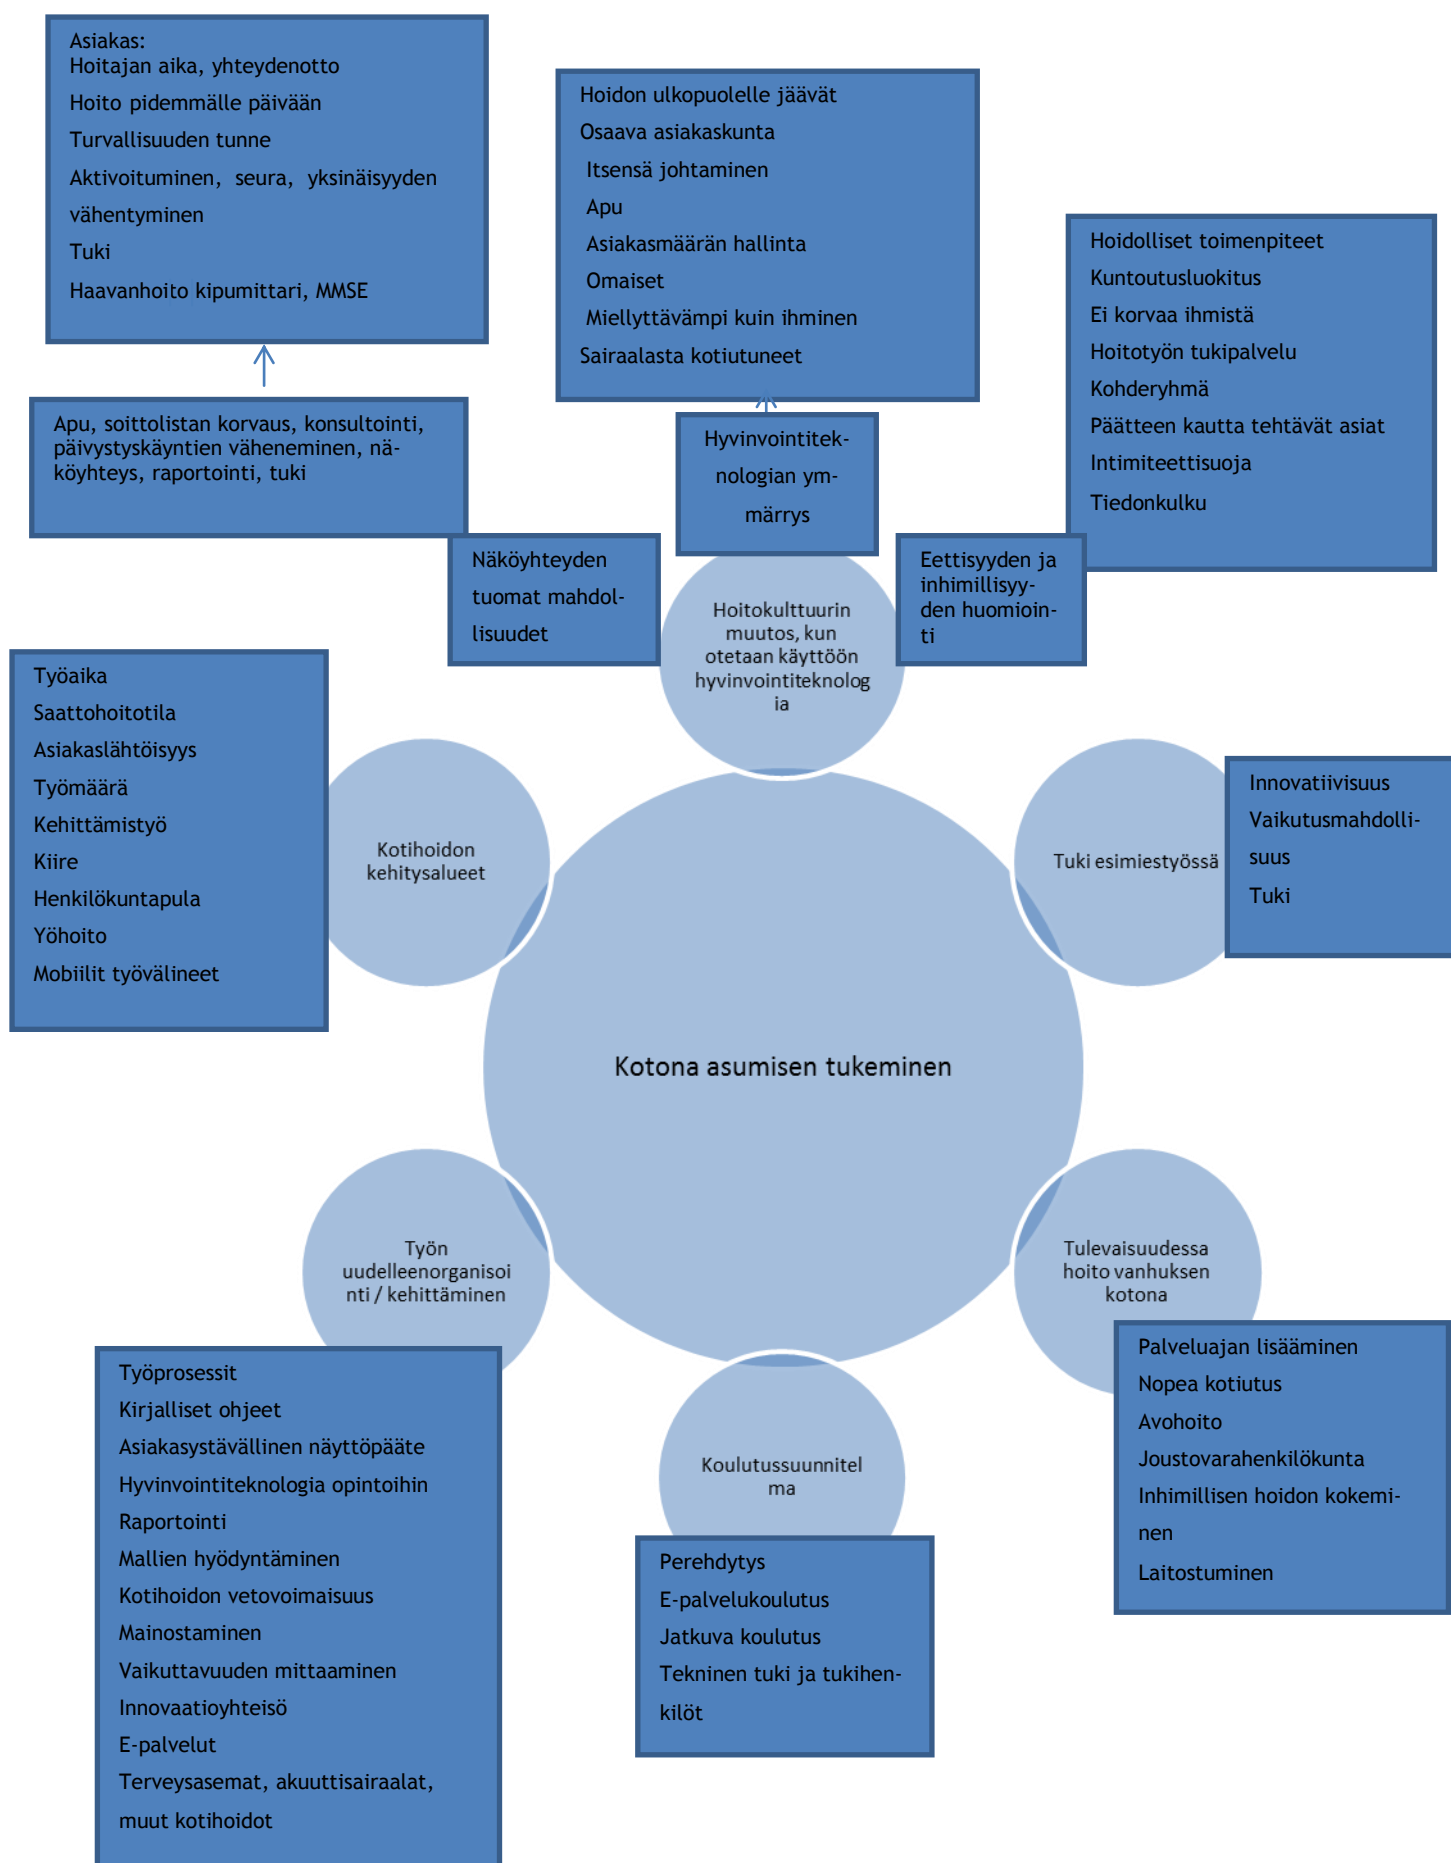 Asiakas:
Hoitajan aika, yhteydenotto
Hoito pidemmälle päivään
Turvallisuuden tunne
Aktivoituminen, seura, yksinäisyyden
vähentyminen
Tuki
Haavanhoito kipumittari, MMSE
Hoidon ulkopuolelle jäävät
Osaava asiakaskunta
Itsensä johtaminen
Apu
Asiakasmäärän hallinta
Omaiset
Miellyttävämpi kuin ihminen
Sairaalasta kotiutuneet
Hoidolliset toimenpiteet
Kuntoutusluokitus
Ei korvaa ihmistä
Hoitotyön tukipalvelu
Kohderyhmä
Päätteen kautta tehtävät asiat
Intimiteettisuoja
Tiedonkulku
Apu, soittolistan korvaus, konsultointi,
päivystyskäyntien väheneminen, nä-
köyhteys, raportointi, tuki
Hyvinvointitek-
nologian ym-
märrys
Näköyhteyden
tuomat mahdol-
lisuudet
Eettisyyden ja
inhimillisyy-
den huomioin-
ti
Hoitokulttuurin
muutos, kun
otetaan käyttöön
hyvinvointiteknolog
ia
Työaika
Saattohoitotila
Asiakaslähtöisyys
Työmäärä
Kehittämistyö
Kiire
Henkilökuntapula
Yöhoito
Mobiilit työvälineet
Kotihoidon
kehitysalueet
Tuki esimiestyössä
Innovatiivisuus
Vaikutusmahdolli-
suus
Tuki
Kotona asumisen tukeminen
Työn
uudelleenorganisoi
nti / kehittäminen
Tulevaisuudessa
hoito vanhuksen
kotona
Työprosessit
Kirjalliset ohjeet
Asiakasystävällinen näyttöpääte
Hyvinvointiteknologia opintoihin
Raportointi
Mallien hyödyntäminen
Kotihoidon vetovoimaisuus
Mainostaminen
Vaikuttavuuden mittaaminen
Innovaatioyhteisö
E-palvelut
Terveysasemat, akuuttisairaalat,
muut kotihoidot
Koulutussuunnitel
ma
Perehdytys
E-palvelukoulutus
Jatkuva koulutus
Tekninen tuki ja tukihen-
kilöt
Palveluajan lisääminen
Nopea kotiutus
Avohoito
Joustovarahenkilökunta
Inhimillisen hoidon kokemi-
nen
Laitostuminen